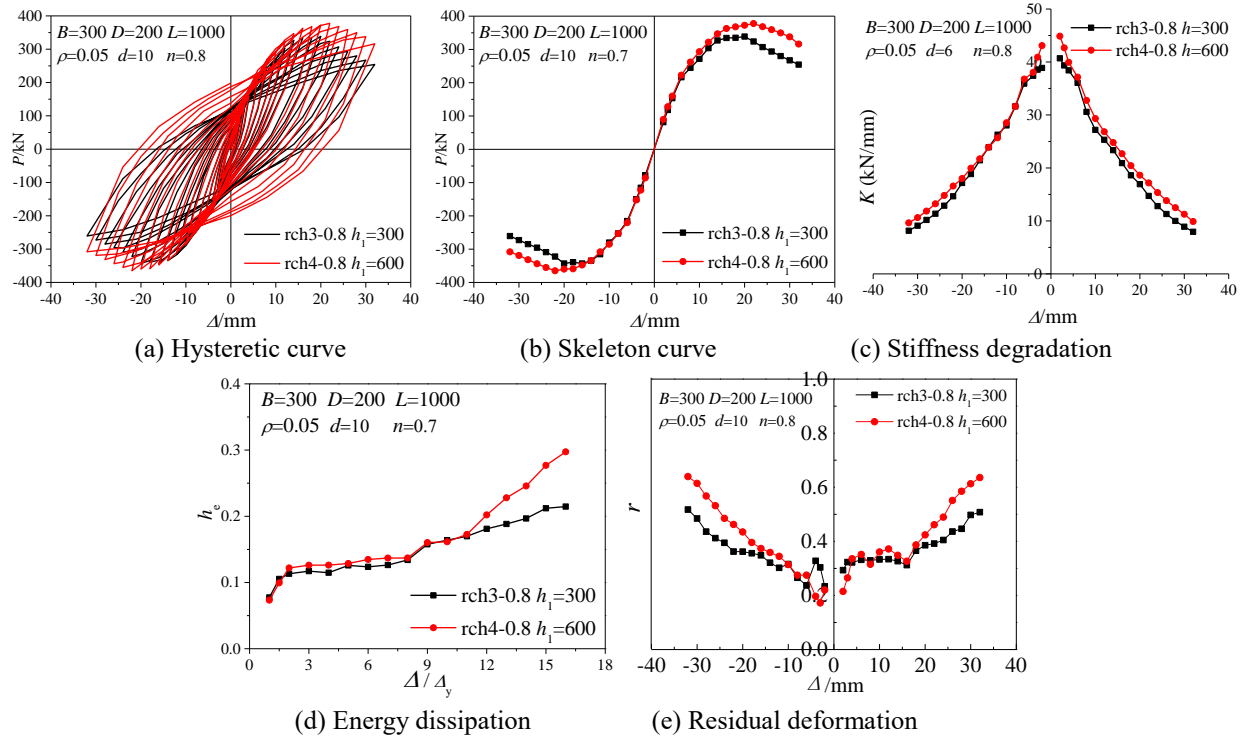 B=300 D=200 L=1000
ρ=0.05 d=10 n=0.8
400
300
200
100
0
-100
-200
-300
400
P/kN
rch3-0.8 h₁=300
rch4-0.8 h₁=600
-40 -30 -20 -10 0 10 20 30 40
Δ/mm
(a) Hysteretic curve
B=300 D=200 L=1000
ρ=0.05 d=10 n=0.7
400
300
200
100
0
-100
-200
-300
400
P/kN
rch3-0.8 h₁=300
rch4-0.8 h₁=600
-40 -30 -20 -10 0 10 20 30 40
Δ/mm
(b) Skeleton curve
B=300 D=200 L=1000
ρ=0.05 d=6 n=0.8
rch3-0.8 h=300
rch4-0.8 h=600
50
45
40
35
30
25
20
15
10
5
0
K (kN/mm)
-40 -30 -20 -10 0 10 20 30 40
Δ/mm
(c) Stiffness degradation
B=300 D=200 L=1000
ρ=0.05 d=10 n=0.7
0.4
0.3
0.2
0.1
0.0
hₑ
rch3-0.8 h₁=300
rch4-0.8 h₁=600
0 3 6 9 12 15 18
Δ/Δy
(d) Energy dissipation
B=300 D=200 L=1000
ρ=0.05 d=10 n=0.8
rch3-0.8 h₁=300
rch4-0.8 h₁=600
1.0
0.8
0.6
0.4
0.2
0.0
r
-40 -30 -20 -10 0 10 20 30 40
Δ/mm
(e) Residual deformation